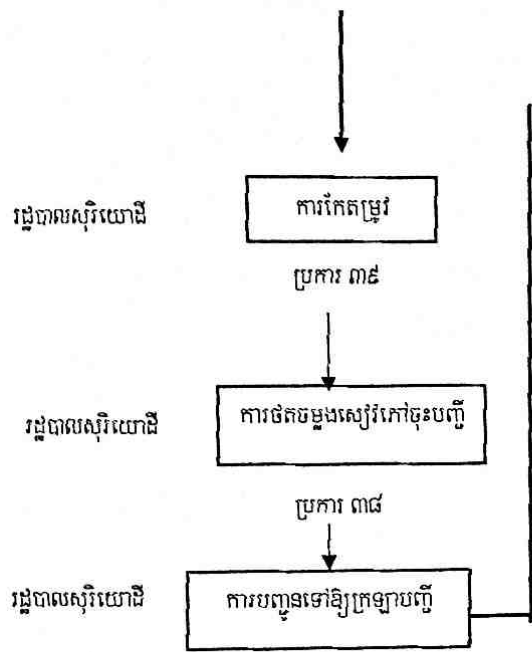 រដ្ឋបាលសុរិយោដី
ការកែតម្រូវ
ប្រការ ៣៩
រដ្ឋបាលសុរិយោដី
ការថតចម្លងសៀវភៅចុះបញ្ជី
ប្រការ ៣៨
រដ្ឋបាលសុរិយោដី
ការបញ្ជូនទៅឱ្យក្រឡាបញ្ជី